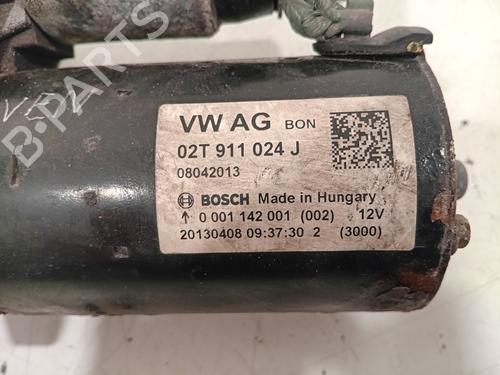 B-PARTS
VW AG BON
02T 911 024 J
08042013
BOSCH Made in Hungary
0 001 142 001 (002) 12V
20130408 09:37:30 2 (3000)